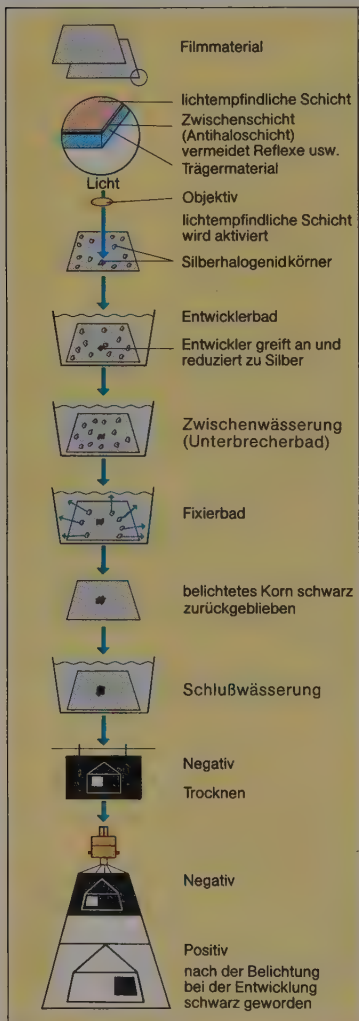 Filmmaterial
lichtempfindliche Schicht
Zwischenschicht
(Antihaloschicht)
vermeidet Reflexe usw.
Trägermaterial
Licht
Objektiv
lichtempfindliche Schicht
wird aktiviert
Silberhalogenidkörner
Entwicklerbad
Entwickler greift an und
reduziert zu Silber
Zwischenwässerung
(Unterbrecherbad)
Fixierbad
belichtetes Korn schwarz
zurückgeblieben
Schlußwässerung
Negativ
Trocknen
Negativ
Positiv
nach der Belichtung
bei der Entwicklung
schwarz geworden